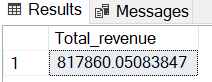 Results Messages
Total_revenue
1 817860.05083847